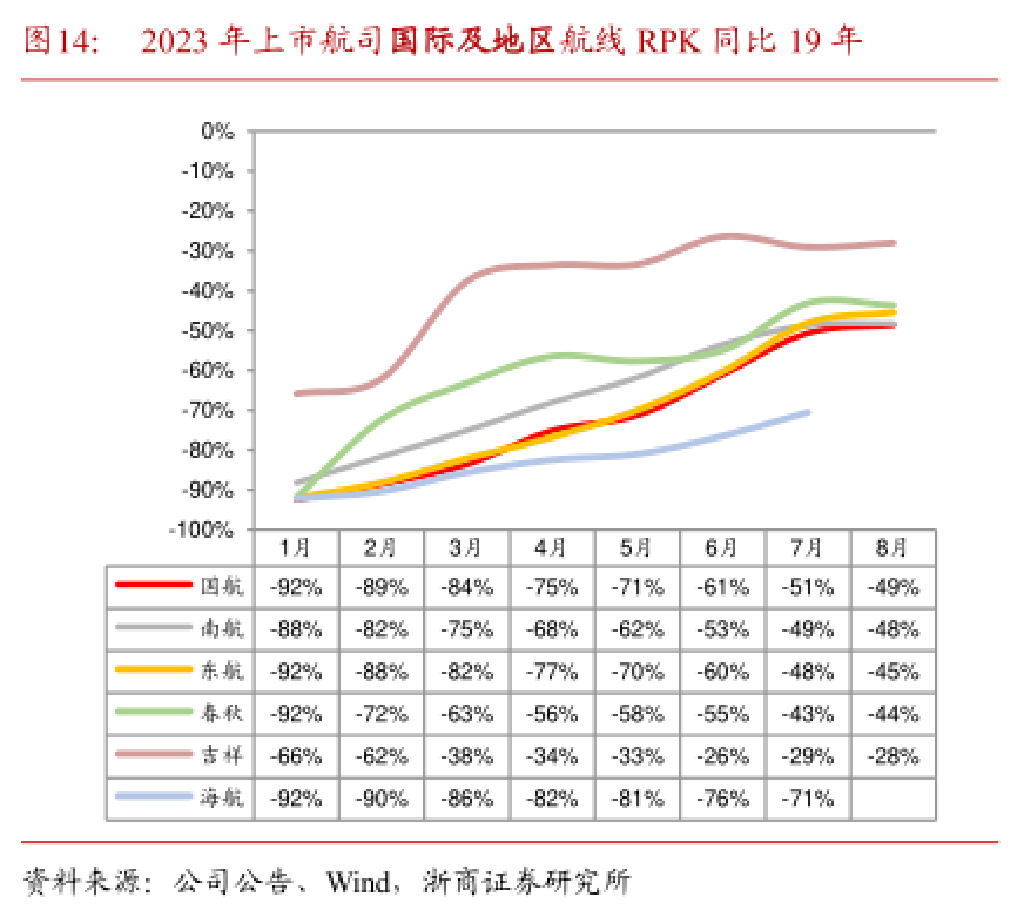 图14： 2023 年上市航司国际及地区航线 RPK 同比 19 年
0%
-10%
-20%
-30%
-40%
-50%
-60%
-70%
-80%
-90%
-100%
1月 2月 3月 4月 5月 6月 7月 8月
国航 -92% -89% -84% -75% -71% -61% -51% -49%
南航 -88% -82% -75% -68% -62% -53% -49% -48%
东航 -92% -88% -82% -77% -70% -60% -48% -45%
春秋 -92% -72% -63% -56% -58% -55% -43% -44%
吉祥 -66% -62% -38% -34% -33% -26% -29% -28%
海航 -92% -90% -86% -82% -81% -76% -71%
资料来源：公司公告、Wind，浙商证券研究所